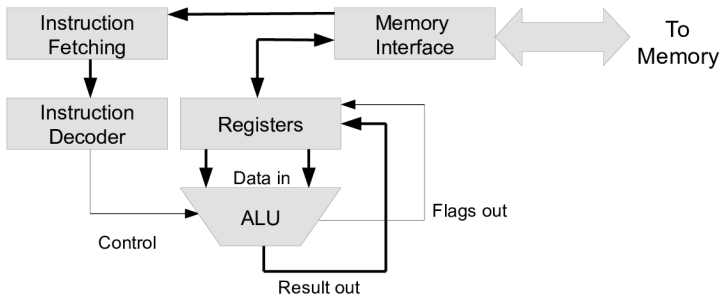 Instruction
Fetching
Memory
Interface
To
Memory
Instruction
Decoder
Registers
Data in
ALU
Flags out
Control
Result out